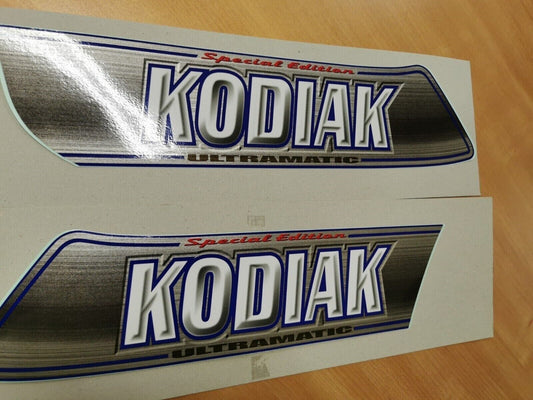 Special Edition
KODIAK
ULTRAMATIC
Special Edition
KODIAK
ULTRAMATIC